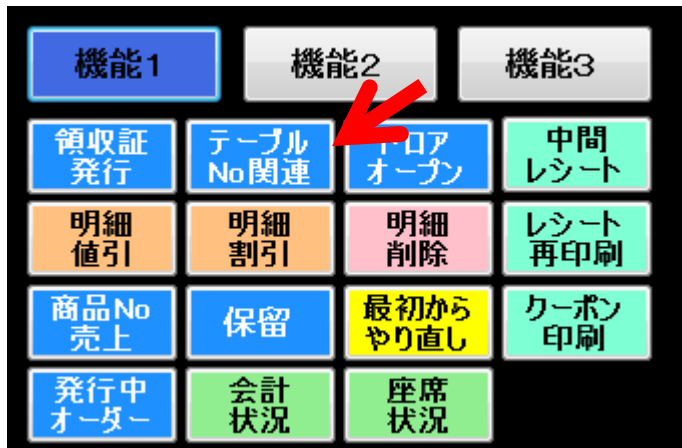 機能1
機能2
機能3
領収証
発行
テーブル
No関連
ドロア
オープン
中間
レシート
明細
値引
明細
割引
明細
削除
レシート
再印刷
商品No
売上
保留
最初から
やり直し
クーポン
印刷
発行中
オーダー
会計
状況
座席
状況